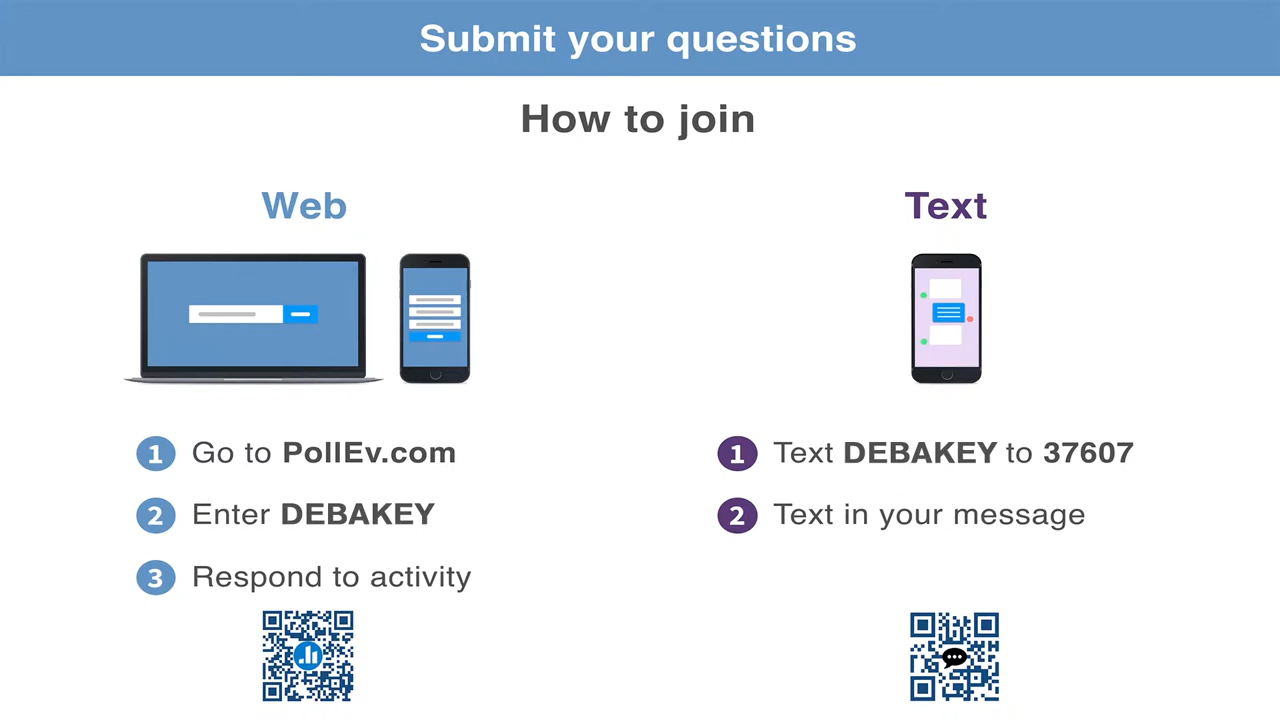 Submit your questions
How to join
Web
1 Go to PollEv.com
2 Enter DEBAKEY
3 Respond to activity
Text
1 Text DEBAKEY to 37607
2 Text in your message